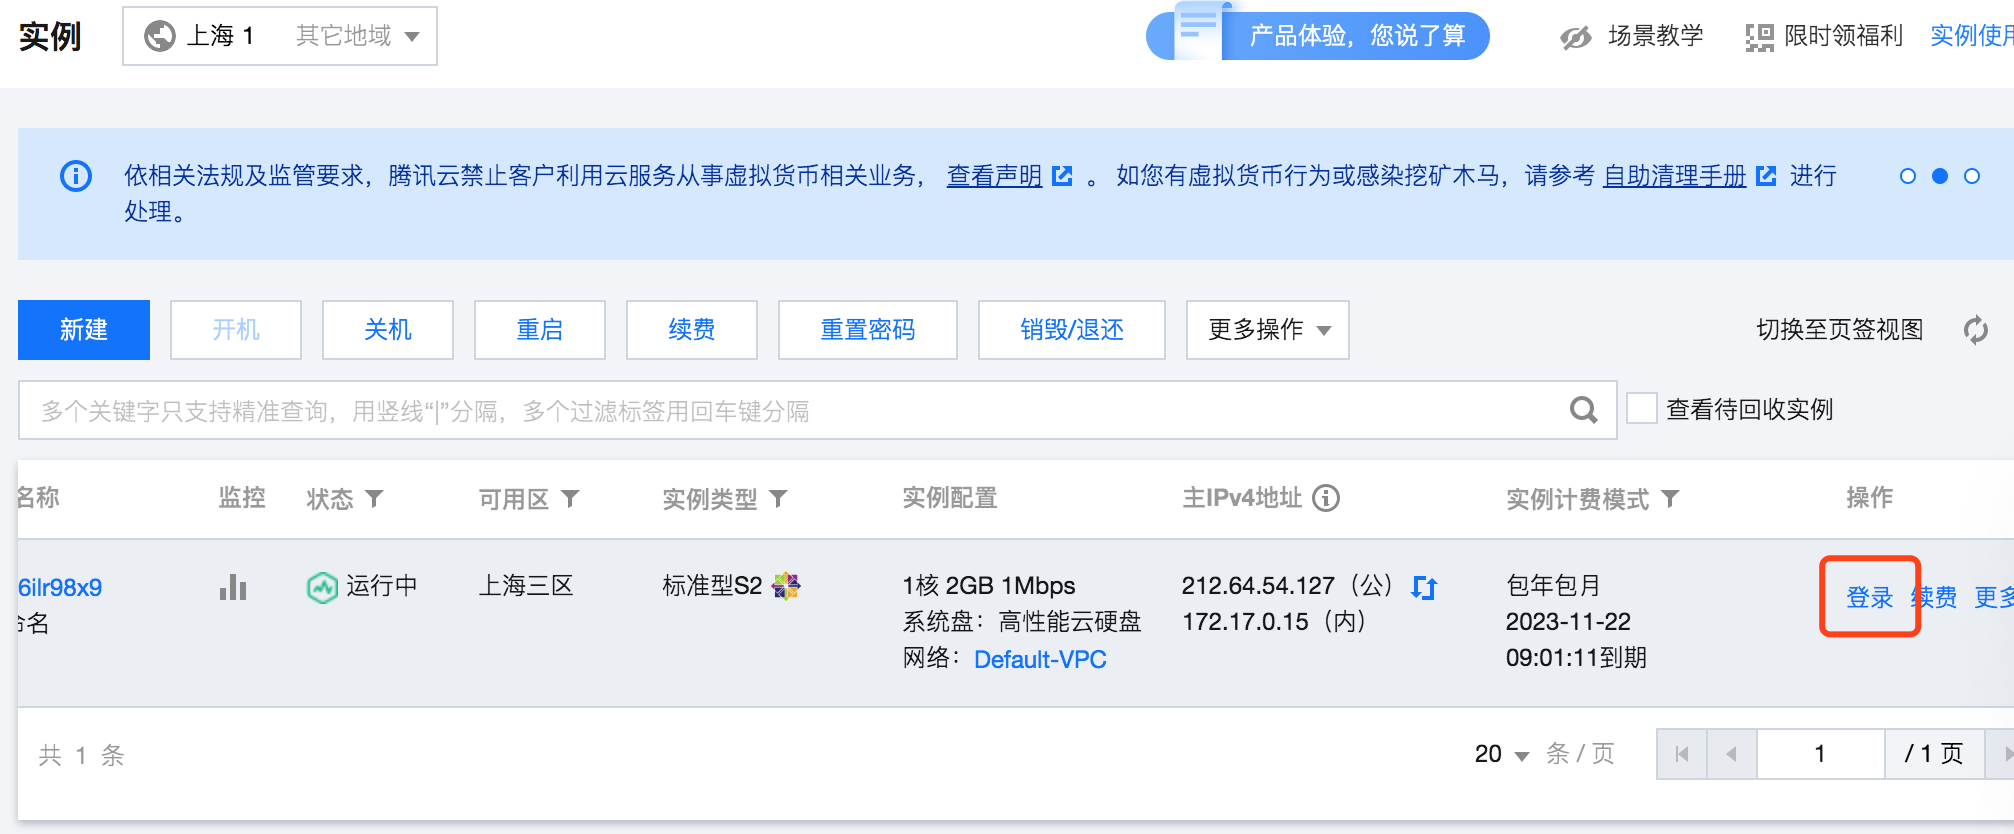 实例 上海 1 其它地域 产品体验，您说了算 场景教学 限时领福利 实例使用
依相关法规及监管要求，腾讯云禁止客户利用云服务从事虚拟货币相关业务， 查看声明 。 如您有虚拟货币行为或感染挖矿木马，请参考 自助清理手册 进行
处理。
新建 开机 关机 重启 续费 重置密码 销毁/退还 更多操作 切换至页签视图
多个关键字只支持精准查询，用竖线“|”分隔，多个过滤标签用回车键分隔 查看待回收实例
名称 监控 状态 可用区 实例类型 实例配置 主IPv4地址 实例计费模式 操作
6ilr98x9 运行中 上海三区 标准型S2 1核 2GB 1Mbps 212.64.54.127（公） 包年包月 登录 续费 更多
命名 系统盘：高性能云硬盘 172.17.0.15（内） 2023-11-22
网络：Default-VPC 09:01:11到期
共 1 条 20 条 / 页 1 / 1 页